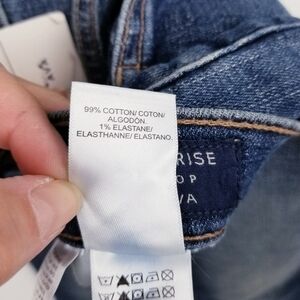 99% COTTON/ COTON/
ALGODÓN.
1% ELASTANE/
ELASTHANNE/ ELASTANO.
RISE
OP
VA